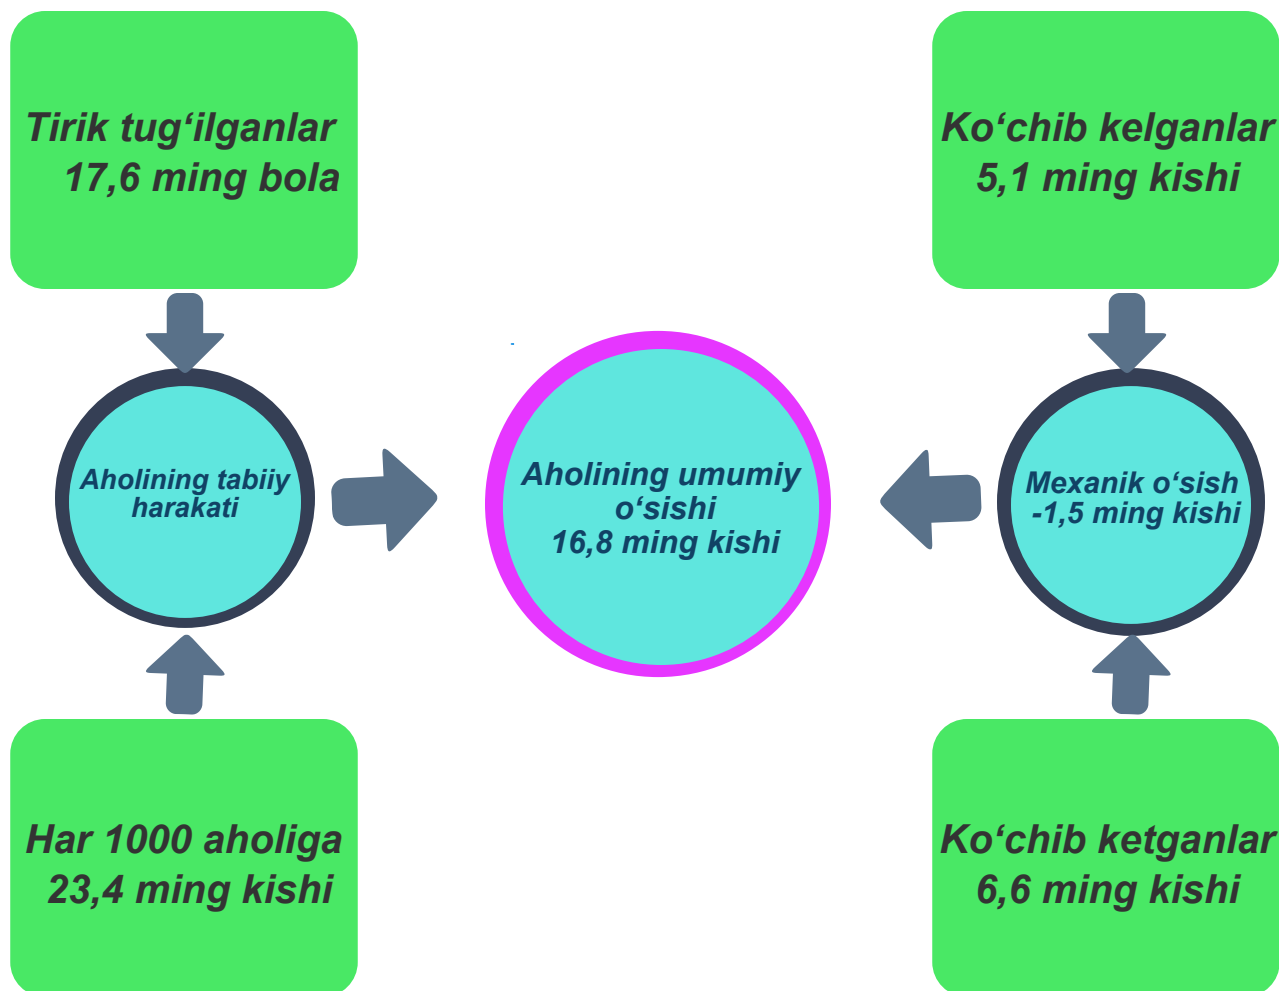 Tirik tug‘ilganlar
17,6 ming bola
Ko‘chib kelganlar
5,1 ming kishi
Aholining tabiiy
harakati
Aholining umumiy
o‘sishi
16,8 ming kishi
Mexanik o‘sish
-1,5 ming kishi
Har 1000 aholiga
23,4 ming kishi
Ko‘chib ketganlar
6,6 ming kishi